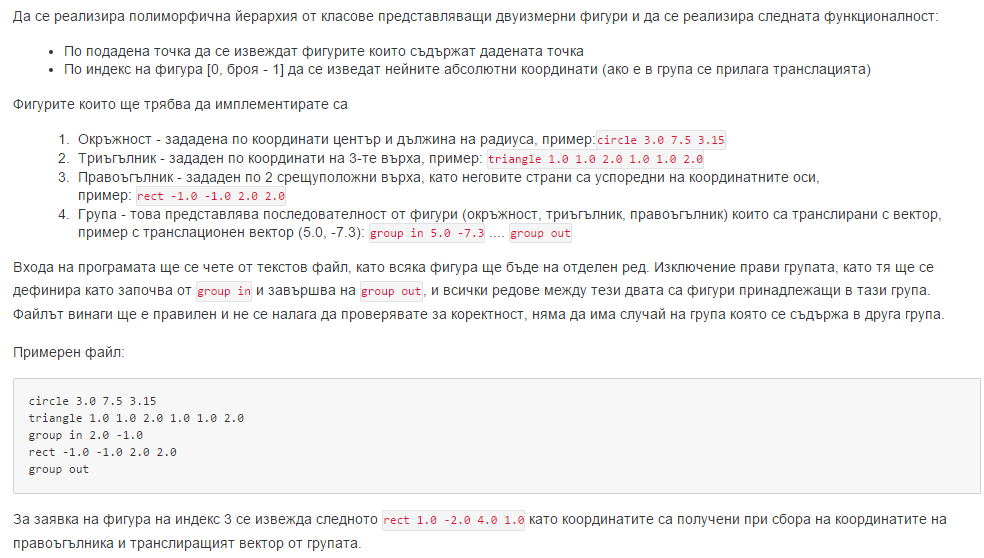 Да се реализира полиморфична йерархия от класове представляващи двуизмерни фигури и да се реализира следната функционалност:
• По подадена точка да се извеждат фигурите които съдържат дадената точка
• По индекс на фигура [0, броя - 1] да се изведат нейните абсолютни координати (ако е в група се прилага транслацията)
Фигурите които ще трябва да имплементирате са
1. Окръжност - зададена по координати център и дължина на радиуса, пример: circle 3.0 7.5 3.15
2. Триъгълник - зададен по координати на 3-те върха, пример: triangle 1.0 1.0 2.0 1.0 1.0 2.0
3. Правоъгълник - зададен по 2 срещуположни върха, като неговите страни са успоредни на координатните оси,
пример: rect -1.0 -1.0 2.0 2.0
4. Група - това представлява последователност от фигури (окръжност, триъгълник, правоъгълник) които са транслирани с вектор,
пример с транслационен вектор (5.0, -7.3): group in 5.0 -7.3 .... group out
Входа на програмата ще се чете от текстов файл, като всяка фигура ще бъде на отделен ред. Изключение прави групата, като тя ще се
дефинира като започва от group in и завършва на group out, и всички редове между тези двата са фигури принадлежащи в тази група.
Файлът винаги ще е правилен и не се налага да проверявате за коректност, няма да има случай на група която се съдържа в друга група.
Примерен файл:
circle 3.0 7.5 3.15
triangle 1.0 1.0 2.0 1.0 1.0 2.0
group in 2.0 -1.0
rect -1.0 -1.0 2.0 2.0
group out
За заявка на фигура на индекс 3 се извежда следното rect 1.0 -2.0 4.0 1.0 като координатите са получени при сбора на координатите на
правоъгълника и транслиращият вектор от групата.